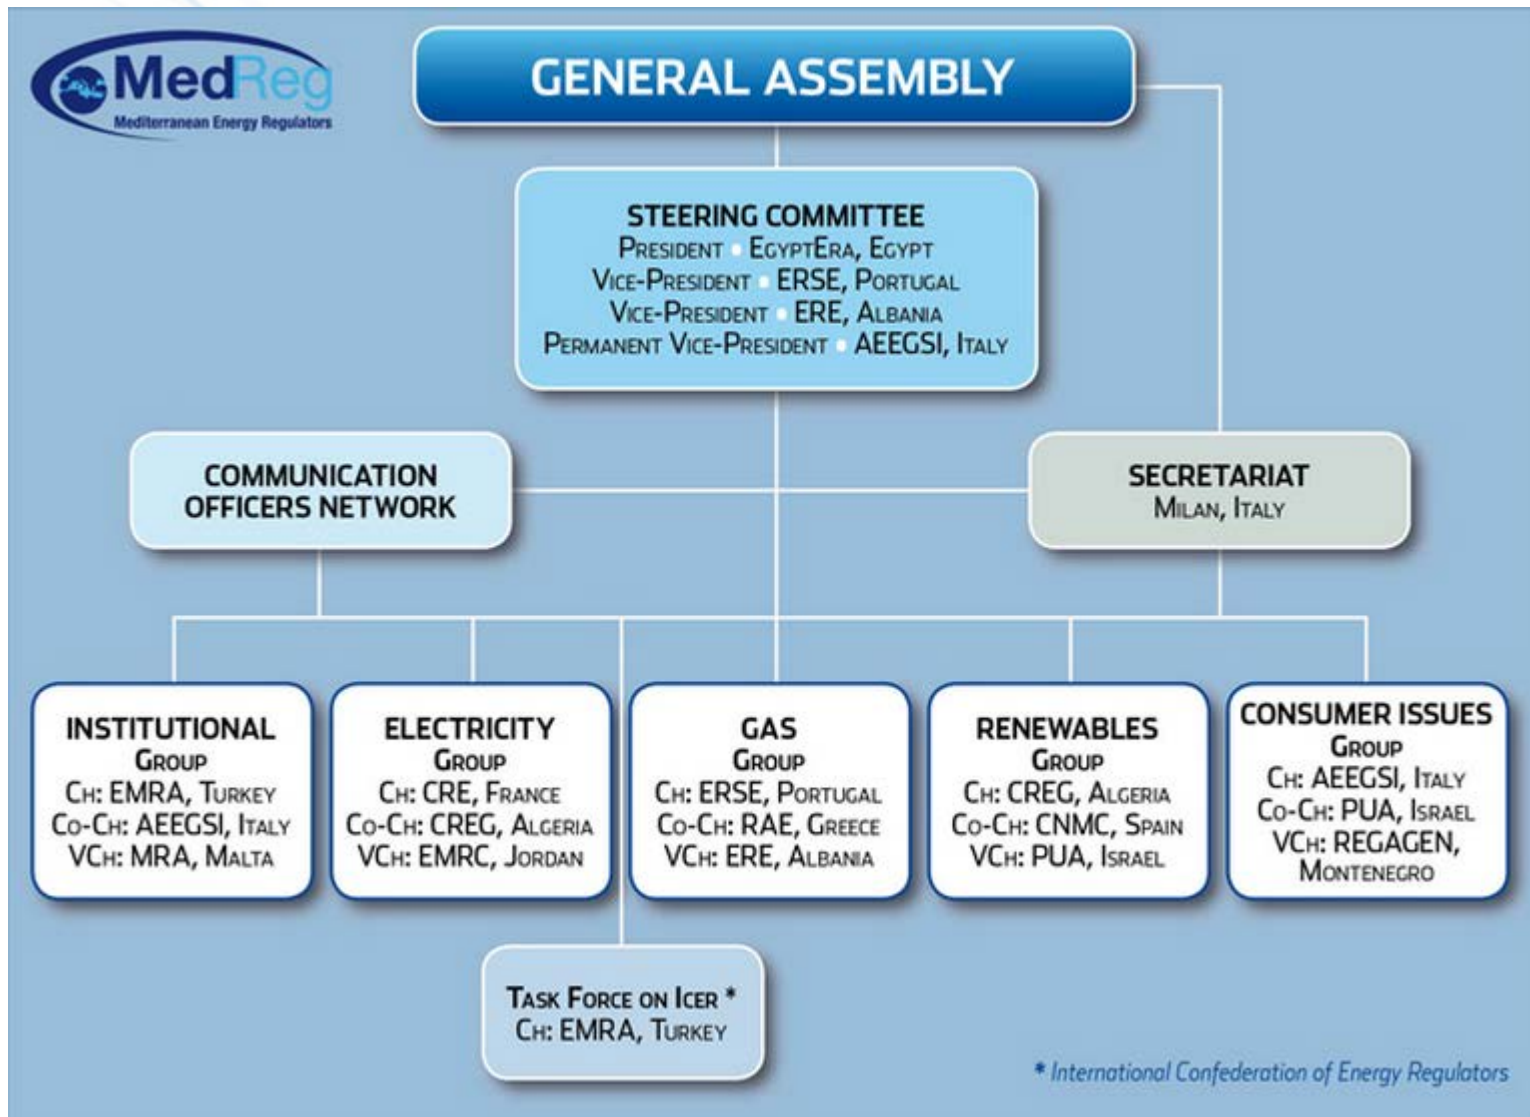 MedReg
Mediterranean Energy Regulators
GENERAL ASSEMBLY
STEERING COMMITTEE
PRESIDENT • EGYPTERA, EGYPT
VICE-PRESIDENT • ERSE, PORTUGAL
VICE-PRESIDENT • ERE, ALBANIA
PERMANENT VICE-PRESIDENT • AEEGSI, ITALY
COMMUNICATION
OFFICERS NETWORK
SECRETARIAT
MILAN, ITALY
INSTITUTIONAL
GROUP
CH: EMRA, TURKEY
CO-CH: AEEGSI, ITALY
VCH: MRA, MALTA
ELECTRICITY
GROUP
CH: CRE, FRANCE
CO-CH: CREG, ALGERIA
VCH: EMRC, JORDAN
GAS
GROUP
CH: ERSE, PORTUGAL
CO-CH: RAE, GREECE
VCH: ERE, ALBANIA
RENEWABLES
GROUP
CH: CREG, ALGERIA
CO-CH: CNMC, SPAIN
VCH: PUA, ISRAEL
CONSUMER ISSUES
GROUP
CH: AEEGSI, ITALY
CO-CH: PUA, ISRAEL
VCH: REGAGEN,
MONTENEGRO
TASK FORCE ON ICER *
CH: EMRA, TURKEY
* International Confederation of Energy Regulators